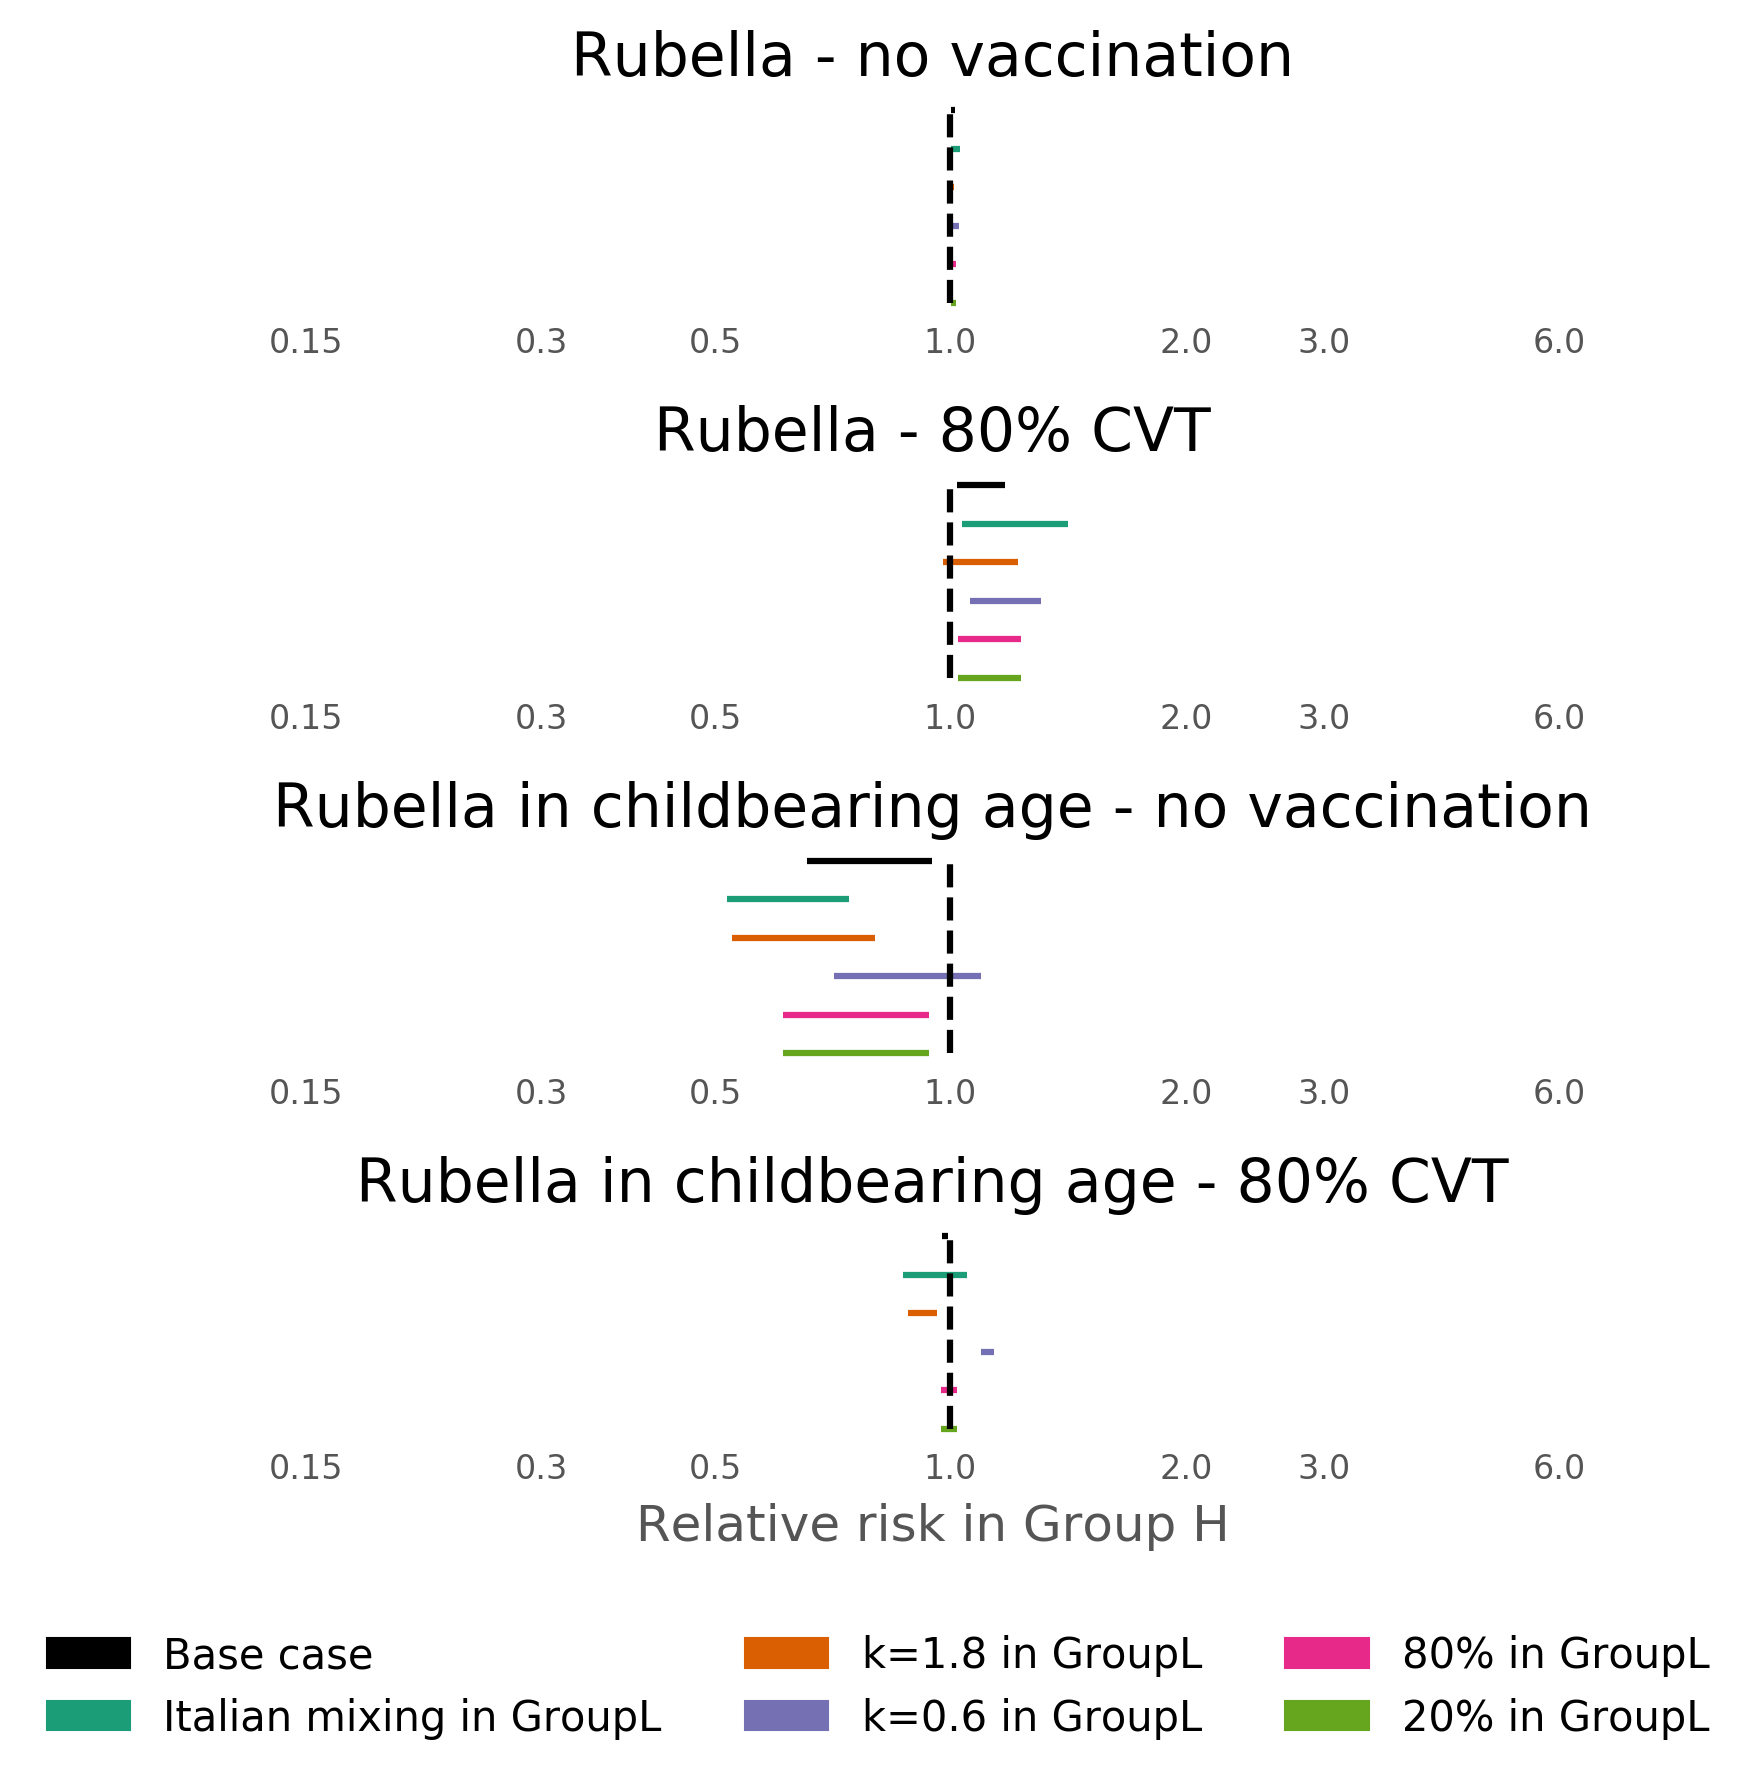 Rubella - no vaccination
0.15 0.3 0.5 1.0 2.0 3.0 6.0
Rubella - 80% CVT
0.15 0.3 0.5 1.0 2.0 3.0 6.0
Rubella in childbearing age - no vaccination
0.15 0.3 0.5 1.0 2.0 3.0 6.0
Rubella in childbearing age - 80% CVT
0.15 0.3 0.5 1.0 2.0 3.0 6.0
Relative risk in Group H
Base case
Italian mixing in GroupL
k=1.8 in GroupL
k=0.6 in GroupL
80% in GroupL
20% in GroupL